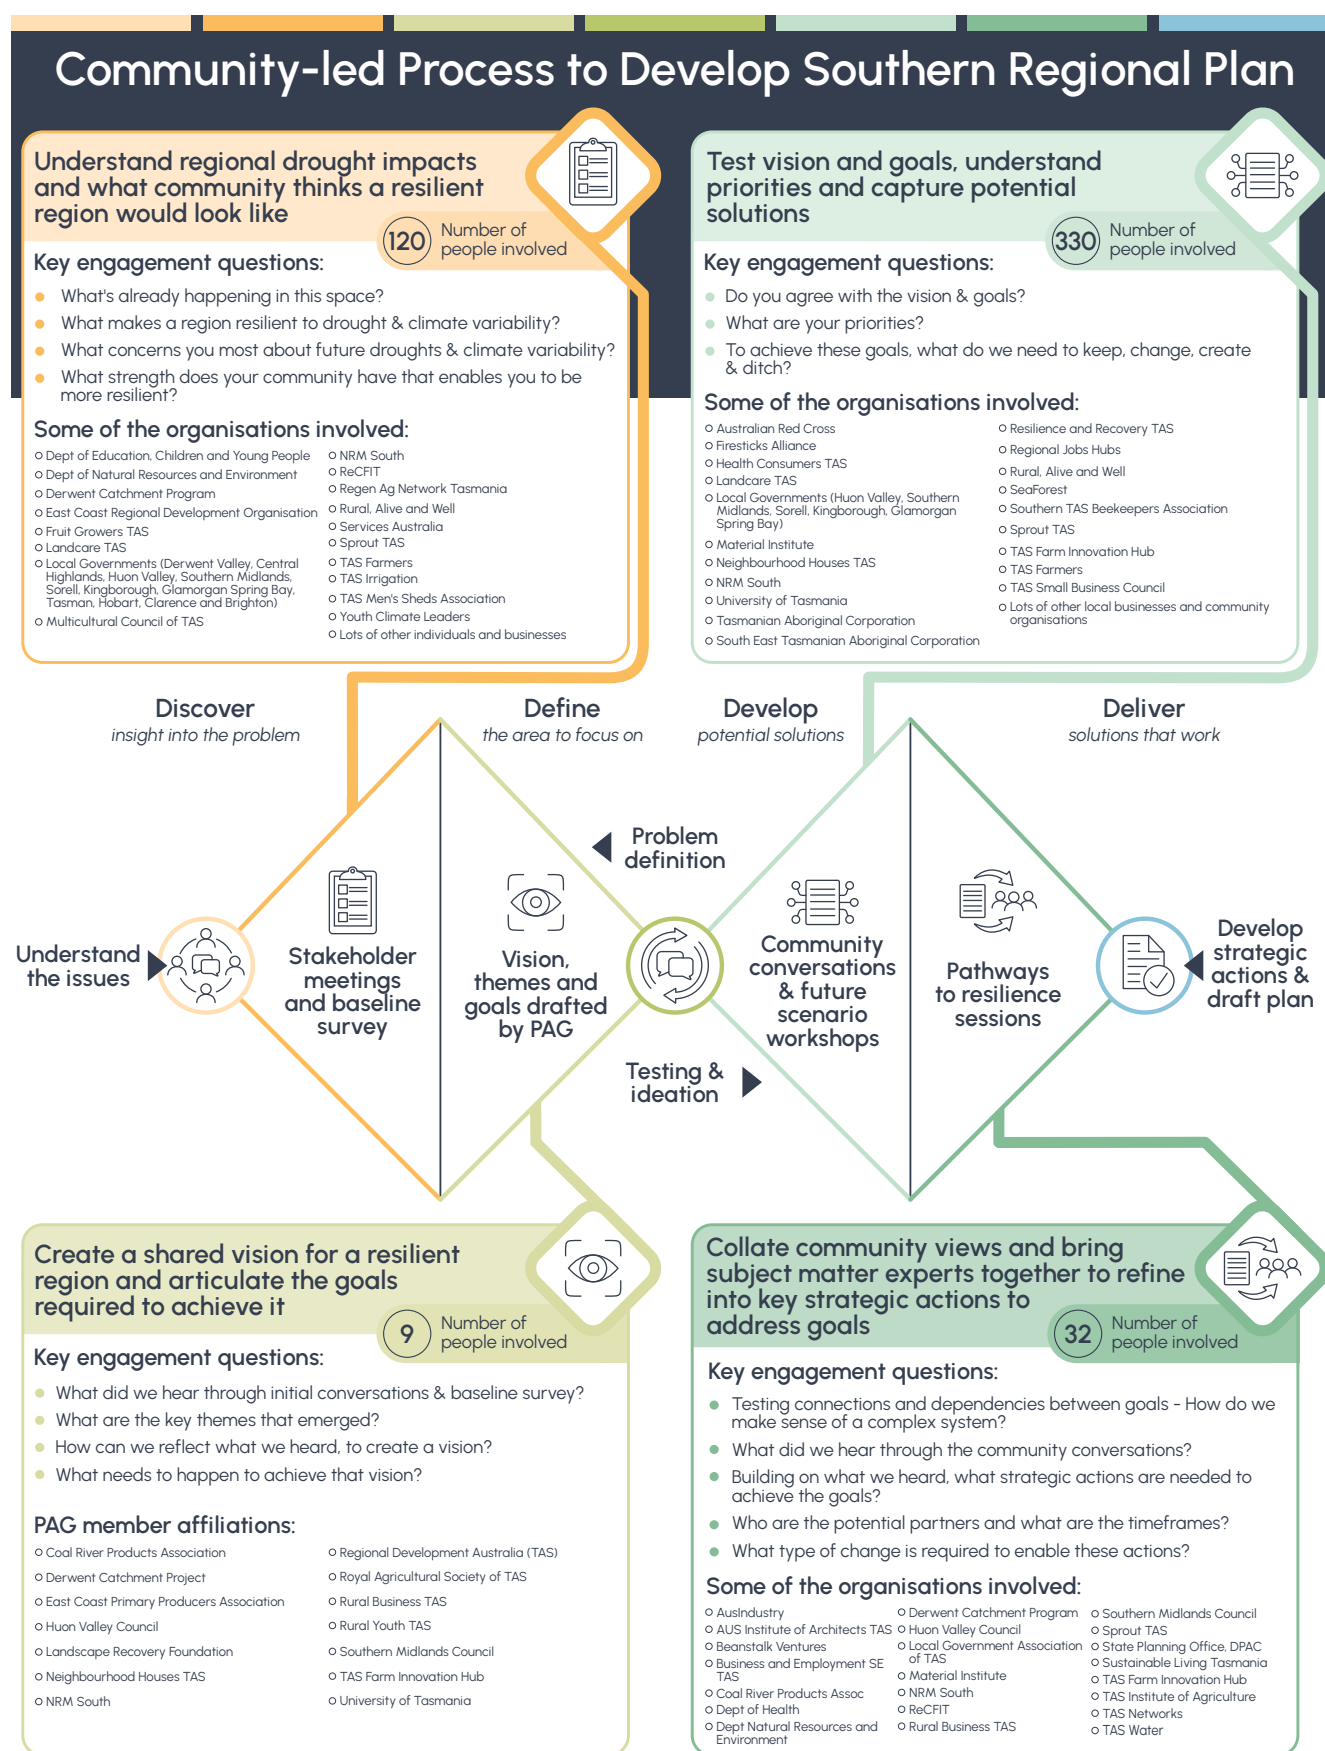 Community-led Process to Develop Southern Regional Plan
Understand regional drought impacts
and what community thinks a resilient
region would look like
120
Number of
people involved
Key engagement questions:
What's already happening in this space?
What makes a region resilient to drought & climate variability?
What concerns you most about future droughts & climate variability?
What strength does your community have that enables you to be
more resilient?
Some of the organisations involved:
Dept of Education, Children and Young People
Dept of Natural Resources and Environment
Derwent Catchment Program
East Coast Regional Development Organisation
Fruit Growers TAS
Landcare TAS
Local Governments (Derwent Valley, Central
Highlands, Huon Valley, Southern Midlands,
Sorell, Kingborough, Glamorgan Spring Bay,
Tasman, Hobart, Clarence and Brighton)
Multicultural Council of TAS
NRM South
ReCFIT
Regen Ag Network Tasmania
Rural, Alive and Well
Services Australia
Sprout TAS
TAS Farmers
TAS Irrigation
TAS Men's Sheds Association
Youth Climate Leaders
Lots of other individuals and businesses
Test vision and goals, understand
priorities and capture potential
solutions
330
Number of
people involved
Key engagement questions:
Do you agree with the vision & goals?
What are your priorities?
To achieve these goals, what do we need to keep, change, create
& ditch?
Some of the organisations involved:
Australian Red Cross
Firesticks Alliance
Health Consumers TAS
Landcare TAS
Local Governments (Huon Valley, Southern
Midlands, Sorell, Kingborough, Glamorgan
Spring Bay)
Material Institute
Neighbourhood Houses TAS
NRM South
University of Tasmania
Tasmanian Aboriginal Corporation
South East Tasmanian Aboriginal Corporation
Resilience and Recovery TAS
Regional Jobs Hubs
Rural, Alive and Well
SeaForest
Southern TAS Beekeepers Association
Sprout TAS
TAS Farm Innovation Hub
TAS Farmers
TAS Small Business Council
Lots of other local businesses and community
organisations
Discover
insight into the problem
Define
the area to focus on
Develop
potential solutions
Deliver
solutions that work
Understand
the issues
Stakeholder
meetings
and baseline
survey
Vision,
themes and
goals drafted
by PAG
Problem
definition
Testing &
ideation
Community
conversations
& future
scenario
workshops
Pathways
to resilience
sessions
Develop
strategic
actions &
draft plan
Create a shared vision for a resilient
region and articulate the goals
required to achieve it
9
Number of
people involved
Key engagement questions:
What did we hear through initial conversations & baseline survey?
What are the key themes that emerged?
How can we reflect what we heard, to create a vision?
What needs to happen to achieve that vision?
PAG member affiliations:
Coal River Products Association
Derwent Catchment Project
East Coast Primary Producers Association
Huon Valley Council
Landscape Recovery Foundation
Neighbourhood Houses TAS
NRM South
Regional Development Australia (TAS)
Royal Agricultural Society of TAS
Rural Business TAS
Rural Youth TAS
Southern Midlands Council
TAS Farm Innovation Hub
University of Tasmania
Collate community views and bring
subject matter experts together to refine
into key strategic actions to
address goals
32
Number of
people involved
Key engagement questions:
Testing connections and dependencies between goals - How do we
make sense of a complex system?
What did we hear through the community conversations?
Building on what we heard, what strategic actions are needed to
achieve the goals?
Who are the potential partners and what are the timeframes?
What type of change is required to enable these actions?
Some of the organisations involved:
AusIndustry
AUS Institute of Architects TAS
Beanstalk Ventures
Business and Employment SE
TAS
Coal River Products Assoc
Dept of Health
Dept Natural Resources and
Environment
Derwent Catchment Program
Huon Valley Council
Local Government Association
of TAS
Material Institute
NRM South
ReCFIT
Rural Business TAS
Southern Midlands Council
Sprout TAS
State Planning Office, DPAC
Sustainable Living Tasmania
TAS Farm Innovation Hub
TAS Institute of Agriculture
TAS Networks
TAS Water